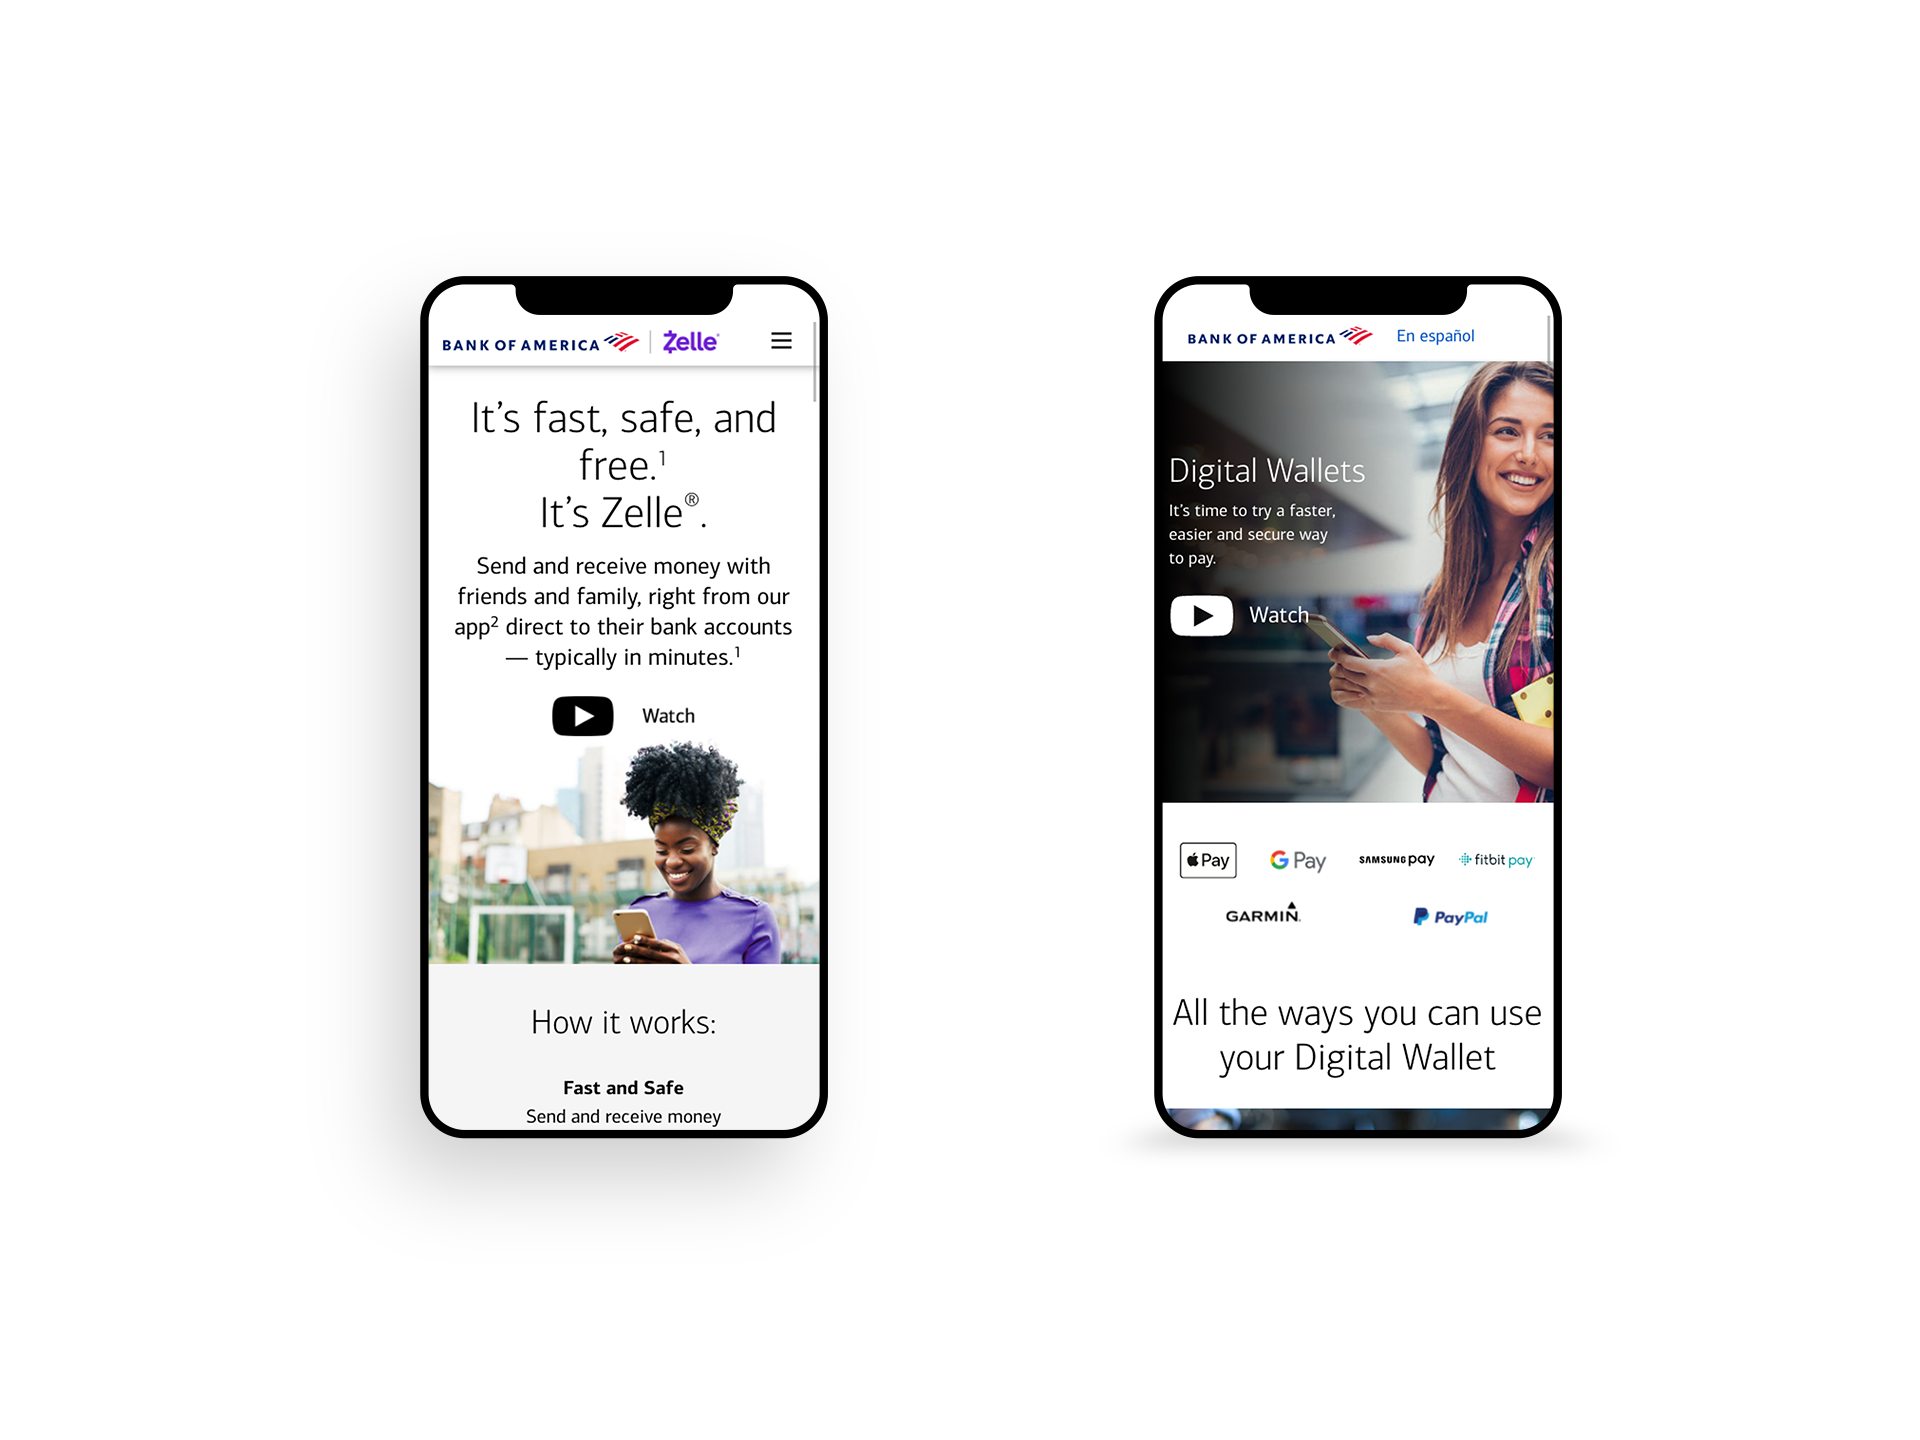 BANK OF AMERICA | Zelle®
It's fast, safe, and
free.¹
It's Zelle®.
Send and receive money with
friends and family, right from our
app² direct to their bank accounts
— typically in minutes.¹
Watch
How it works:
Fast and Safe
Send and receive money
BANK OF AMERICA En español
Digital Wallets
It's time to try a faster,
easier and secure way
to pay.
Watch
Pay G Pay SAMSUNG pay fitbit pay
GARMIN PayPal
All the ways you can use
your Digital Wallet